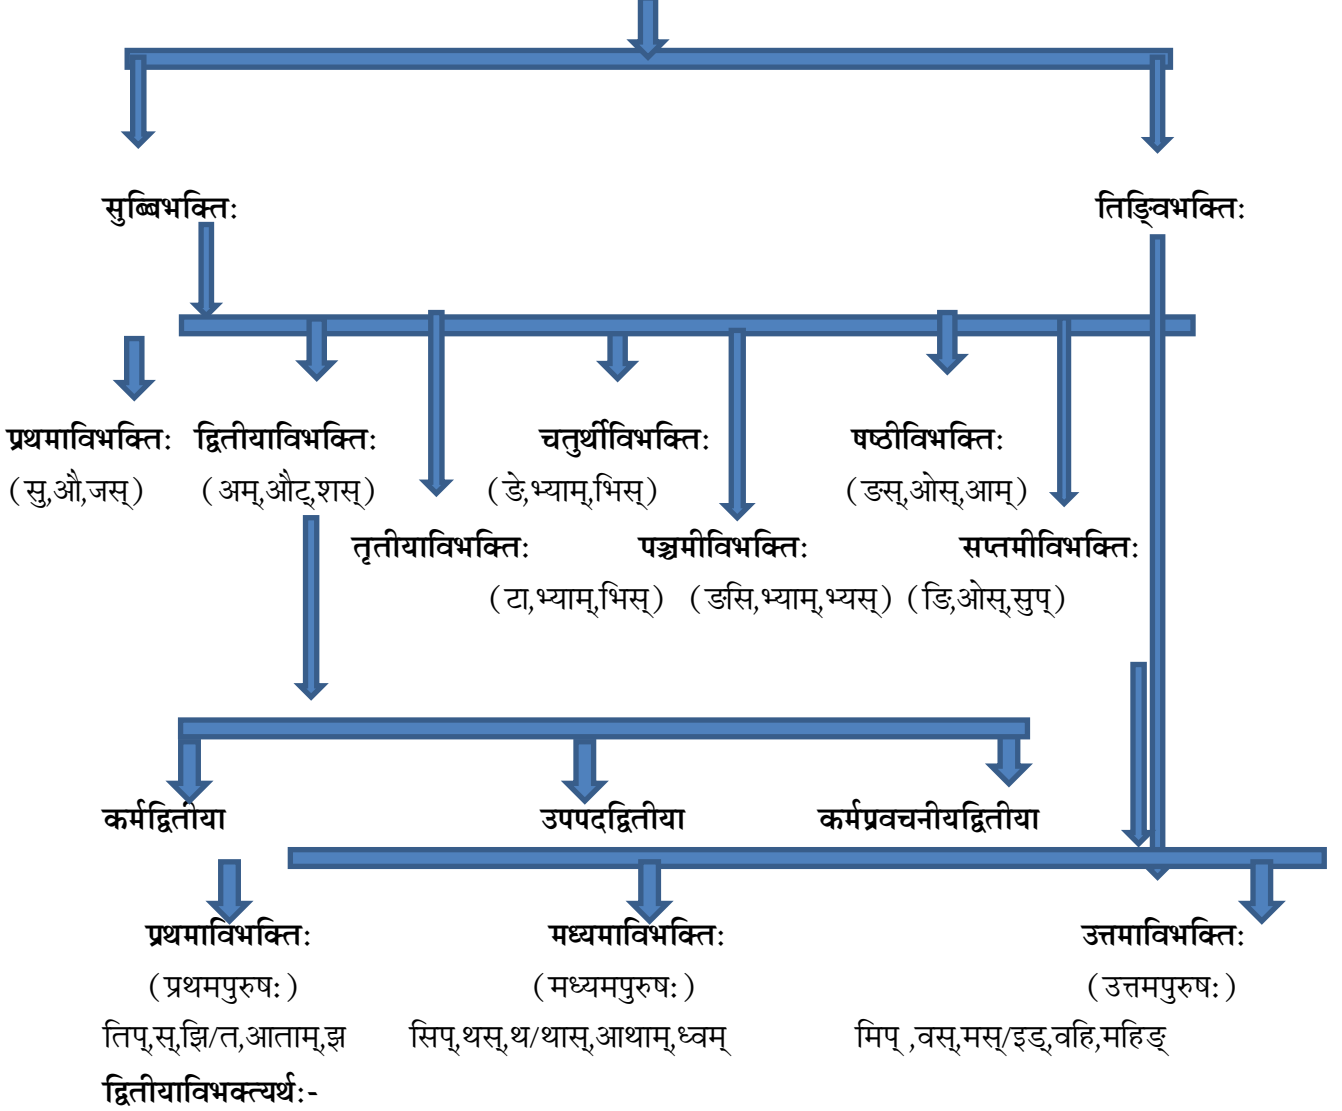 सुब्विभक्तिः तिङ्विभक्तिः
प्रथमाविभक्तिः द्वितीयाविभक्तिः चतुर्थीविभक्तिः षष्ठीविभक्तिः
(सु,औ,जस्) (अम्,औट्,शस्) (ङे,भ्याम्,भिस्) (ङस्,ओस्,आम्)
तृतीयाविभक्तिः पञ्चमीविभक्तिः सप्तमीविभक्तिः
(टा,भ्याम्,भिस्) (ङसि,भ्याम्,भ्यस्) (ङि,ओस्,सुप्)
कर्मद्वितीया उपपदद्वितीया कर्मप्रवचनीयद्वितीया
प्रथमाविभक्तिः मध्यमाविभक्तिः उत्तमाविभक्तिः
(प्रथमपुरुषः) (मध्यमपुरुषः) (उत्तमपुरुषः)
तिप्,स्,झि/त,आताम्,झ सिप्,थस्,थ/थास्,आथाम्,ध्वम् मिप् ,वस्,मस्/इड्,वहि,महिङ्
द्वितीयाविभक्त्यर्थः-